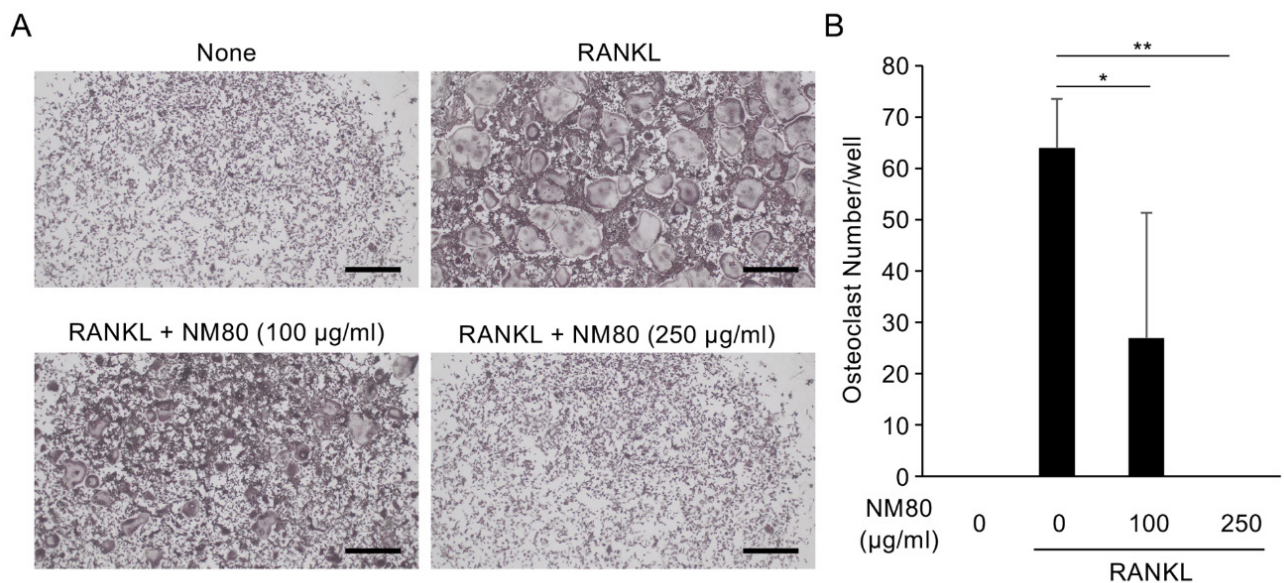 A
None
RANKL
RANKL + NM80 (100 µg/ml)
RANKL + NM80 (250 µg/ml)
B
**
*
80
70
60
50
40
30
20
10
0
Osteoclast Number/well
NM80 (µg/ml)
0
0
100
250
RANKL